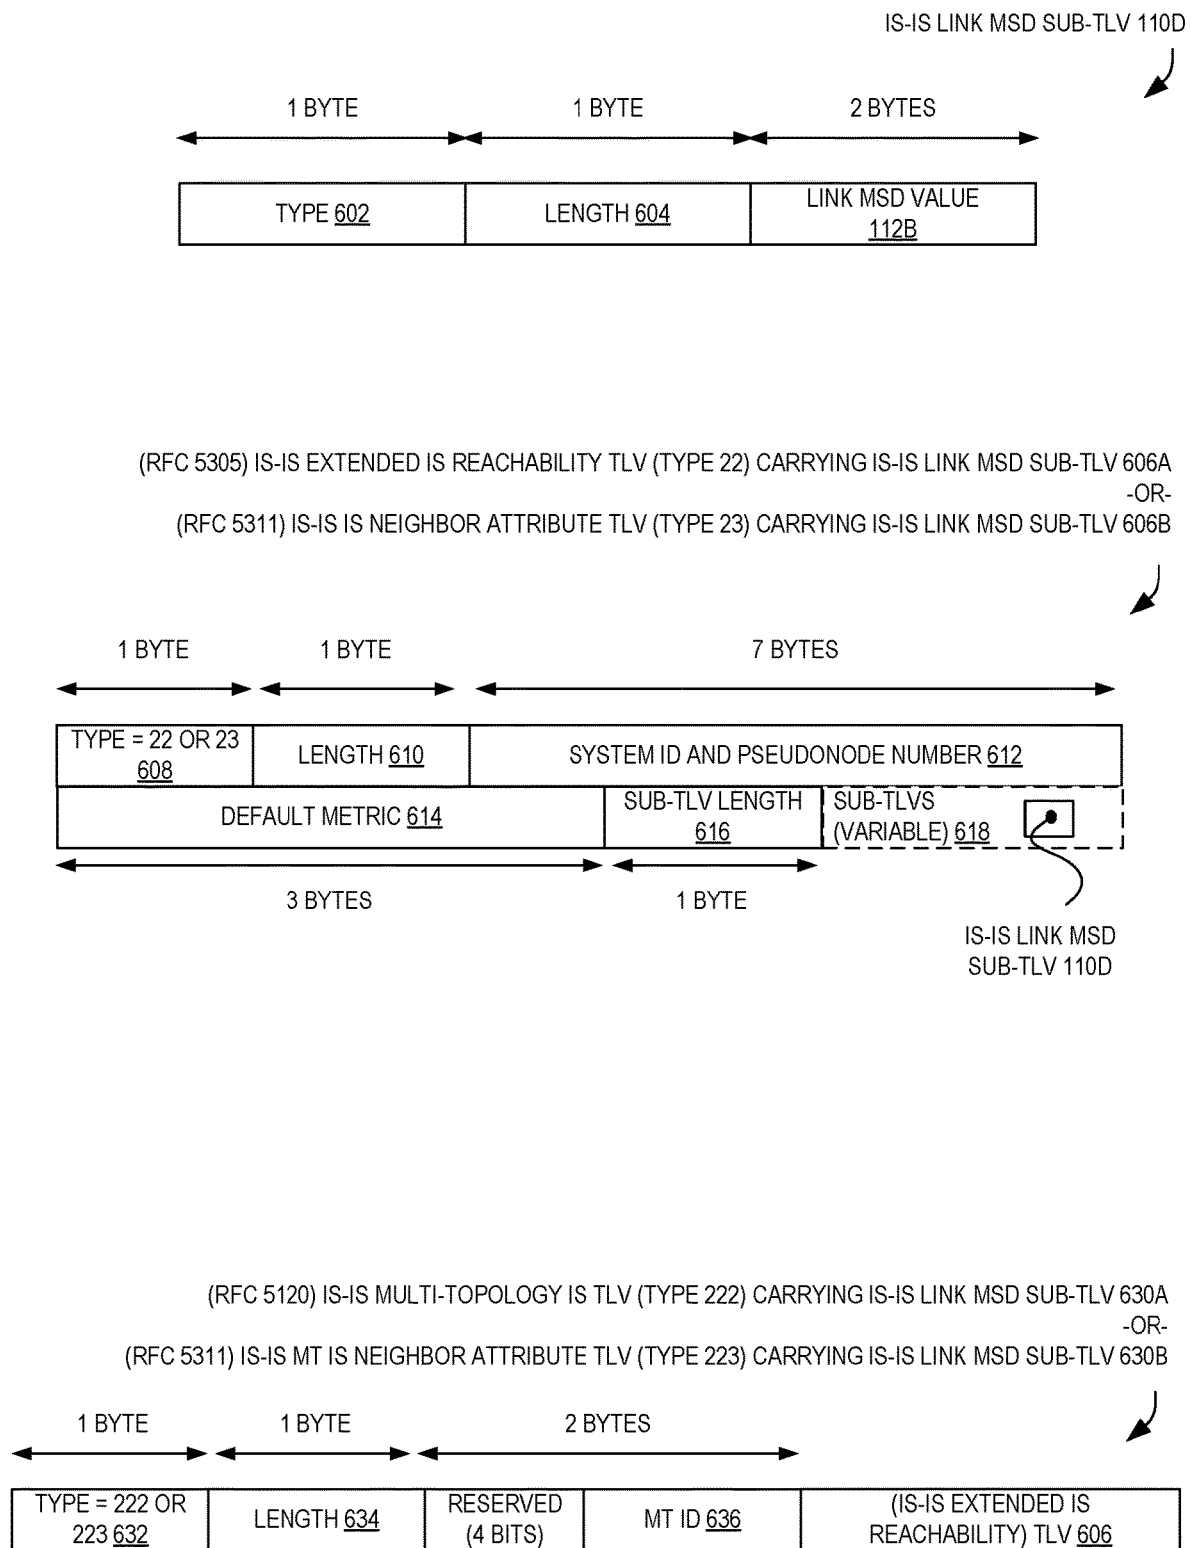 IS-IS LINK MSD SUB-TLV 110D
1 BYTE 1 BYTE 2 BYTES
TYPE 602 LENGTH 604 LINK MSD VALUE
112B
(RFC 5305) IS-IS EXTENDED IS REACHABILITY TLV (TYPE 22) CARRYING IS-IS LINK MSD SUB-TLV 606A
-OR-
(RFC 5311) IS-IS IS NEIGHBOR ATTRIBUTE TLV (TYPE 23) CARRYING IS-IS LINK MSD SUB-TLV 606B
1 BYTE 1 BYTE 7 BYTES
TYPE = 22 OR 23
608
LENGTH 610
SYSTEM ID AND PSEUDONODE NUMBER 612
DEFAULT METRIC 614
SUB-TLV LENGTH
616
SUB-TLVS
(VARIABLE) 618
3 BYTES 1 BYTE
IS-IS LINK MSD
SUB-TLV 110D
(RFC 5120) IS-IS MULTI-TOPOLOGY IS TLV (TYPE 222) CARRYING IS-IS LINK MSD SUB-TLV 630A
-OR-
(RFC 5311) IS-IS MT IS NEIGHBOR ATTRIBUTE TLV (TYPE 223) CARRYING IS-IS LINK MSD SUB-TLV 630B
1 BYTE 1 BYTE 2 BYTES
TYPE = 222 OR
223 632
LENGTH 634
RESERVED
(4 BITS)
MT ID 636
(IS-IS EXTENDED IS
REACHABILITY) TLV 606